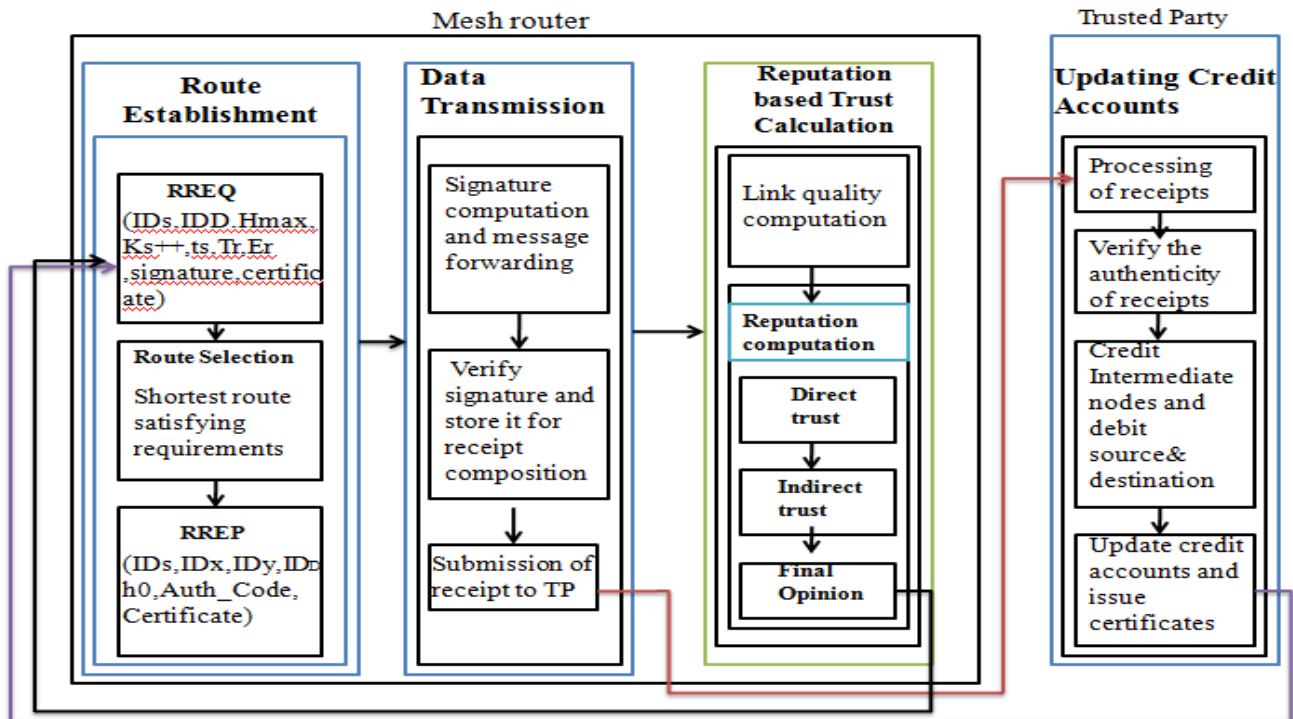 Mesh router
Trusted Party
Route
Establishment
RREQ
(IDs,IDD,Hmax,
Ks++,ts,Tr,Er
,signature,certific
ate)
Route Selection
Shortest route
satisfying
requirements
RREP
(IDs,IDx,IDy,IDD
h0,Auth_Code,
Certificate)
Data
Transmission
Signature
computation
and message
forwarding
Verify
signature and
store it for
receipt
composition
Submission of
receipt to TP
Reputation
based Trust
Calculation
Link quality
computation
Reputation
computation
Direct
trust
Indirect
trust
Final
Opinion
Updating Credit
Accounts
Processing
of receipts
Verify the
authenticity
of receipts
Credit
Intermediate
nodes and
debit
source&
destination
Update credit
accounts and
issue
certificates